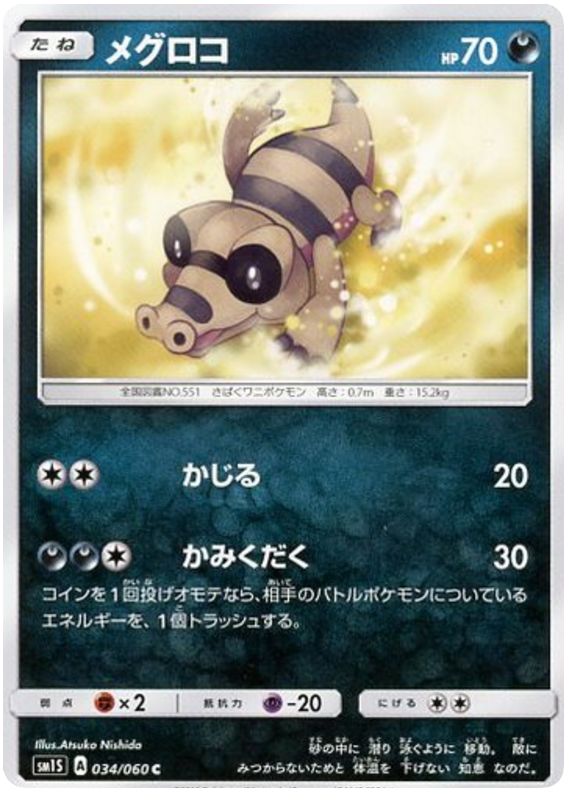 たね メグロコ HP70
全国図鑑NO.551 さばくワニポケモン 高さ:0.7m 重さ:15.2kg
かじる 20
かみくだく 30
コインを1回投げオモテなら、相手のバトルポケモンについている
エネルギーを、1個トラッシュする。
弱点 ×2 抵抗力 -20 にげる
Illus.Atsuko Nishida
砂の中に 潜り 泳ぐように 移動。 敵に
みつからないためと 体温を 下げない 知恵 なのだ。
SM1S A 034/060 C